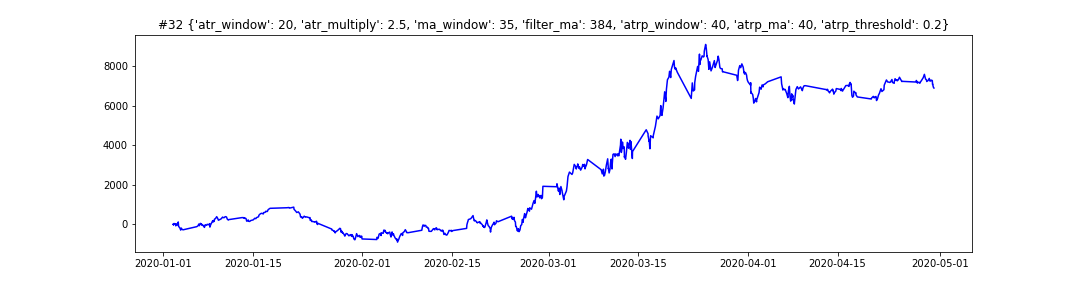 #32 {'atr_window': 20, 'atr_multiply': 2.5, 'ma_window': 35, 'filter_ma': 384, 'atrp_window': 40, 'atrp_ma': 40, 'atrp_threshold': 0.2}
8000
6000
4000
2000
0
2020-01-01 2020-01-15 2020-02-01 2020-02-15 2020-03-01 2020-03-15 2020-04-01 2020-04-15 2020-05-01